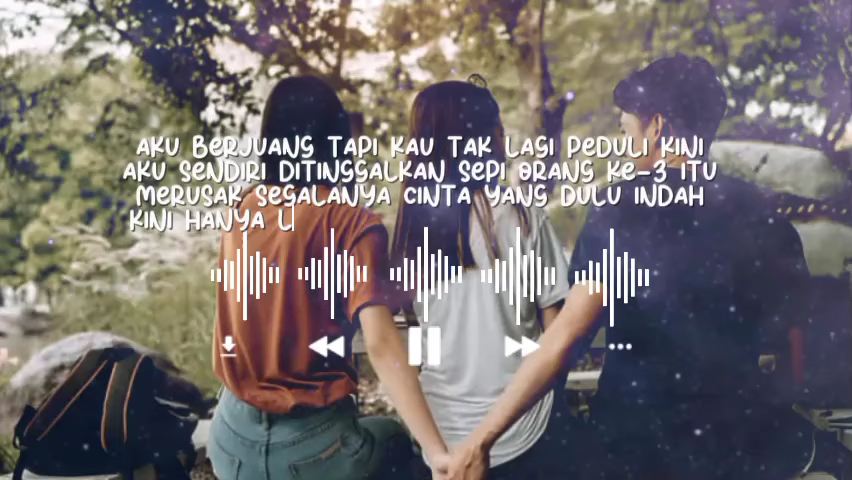 AKU BERJUANG TAPI KAU TAK LAGI PEDULI KINI
AKU SENDIRI DITINGGALKAN SEPI ORANG KE-3 ITU
MERUSAK SEGALANYA CINTA YANG DULU INDAH
KINI HANYA L